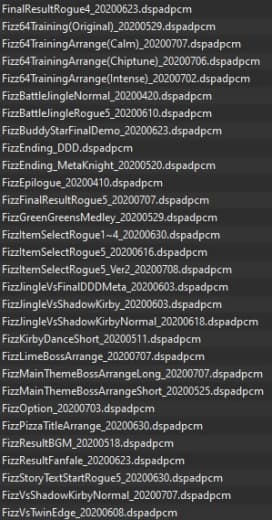 FinalResultRogue4_20200623.dspadpcm
Fizz64Training(Original)_20200529.dspadpcm
Fizz64TrainingArrange(Calm)_20200707.dspadpcm
Fizz64TrainingArrange(Chiptune)_20200706.dspadpcm
Fizz64TrainingArrange(Intense)_20200702.dspadpcm
FizzBattleJingleNormal_20200420.dspadpcm
FizzBattleJingleRogue5_20200610.dspadpcm
FizzBuddyStarFinalDemo_20200623.dspadpcm
FizzEnding_DDD.dspadpcm
FizzEnding_MetaKnight_20200520.dspadpcm
FizzEpilogue_20200410.dspadpcm
FizzFinalResultRogue5_20200707.dspadpcm
FizzGreenGreensMedley_20200529.dspadpcm
FizzItemSelectRogue1~4_20200630.dspadpcm
FizzItemSelectRogue5_20200616.dspadpcm
FizzItemSelectRogue5_Ver2_20200708.dspadpcm
FizzJingleVsFinalDDDMeta_20200603.dspadpcm
FizzJingleVsShadowKirby_20200603.dspadpcm
FizzJingleVsShadowKirbyNormal_20200618.dspadpcm
FizzKirbyDanceShort_20200511.dspadpcm
FizzLimeBossArrange_20200707.dspadpcm
FizzMainThemeBossArrangeLong_20200707.dspadpcm
FizzMainThemeBossArrangeShort_20200525.dspadpcm
FizzOption_20200703.dspadpcm
FizzPizzaTitleArrange_20200630.dspadpcm
FizzResultBGM_20200518.dspadpcm
FizzResultFanfale_20200623.dspadpcm
FizzStoryTextStartRogue5_20200630.dspadpcm
FizzVsShadowKirbyNormal_20200707.dspadpcm
FizzVsTwinEdge_20200608.dspadpcm